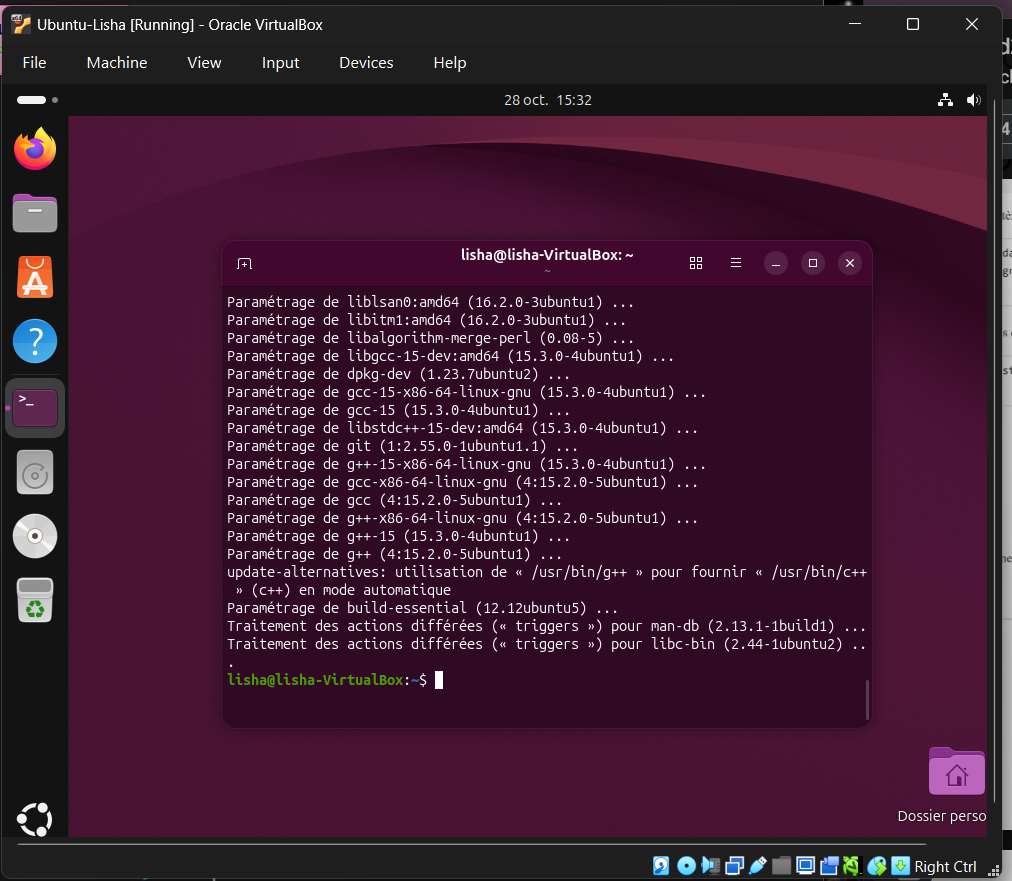 Ubuntu-Lisha [Running] - Oracle VirtualBox
File Machine View Input Devices Help
28 oct. 15:32
lisha@lisha-VirtualBox: ~
~
Paramétrage de liblsan0:amd64 (16.2.0-3ubuntu1) ...
Paramétrage de libitm1:amd64 (16.2.0-3ubuntu1) ...
Paramétrage de libalgorithm-merge-perl (0.08-5) ...
Paramétrage de libgcc-15-dev:amd64 (15.3.0-4ubuntu1) ...
Paramétrage de dpkg-dev (1.23.7ubuntu2) ...
Paramétrage de gcc-15-x86-64-linux-gnu (15.3.0-4ubuntu1) ...
Paramétrage de gcc-15 (15.3.0-4ubuntu1) ...
Paramétrage de libstdc++-15-dev:amd64 (15.3.0-4ubuntu1) ...
Paramétrage de git (1:2.55.0-1ubuntu1.1) ...
Paramétrage de g++-15-x86-64-linux-gnu (15.3.0-4ubuntu1) ...
Paramétrage de gcc-x86-64-linux-gnu (4:15.2.0-5ubuntu1) ...
Paramétrage de gcc (4:15.2.0-5ubuntu1) ...
Paramétrage de g++-x86-64-linux-gnu (4:15.2.0-5ubuntu1) ...
Paramétrage de g++-15 (15.3.0-4ubuntu1) ...
Paramétrage de g++ (4:15.2.0-5ubuntu1) ...
update-alternatives: utilisation de « /usr/bin/g++ » pour fournir « /usr/bin/c++
» (c++) en mode automatique
Paramétrage de build-essential (12.12ubuntu5) ...
Traitement des actions différées (« triggers ») pour man-db (2.13.1-1build1) ...
Traitement des actions différées (« triggers ») pour libc-bin (2.44-1ubuntu2) ..
.
lisha@lisha-VirtualBox:~$
Dossier perso
Right Ctrl